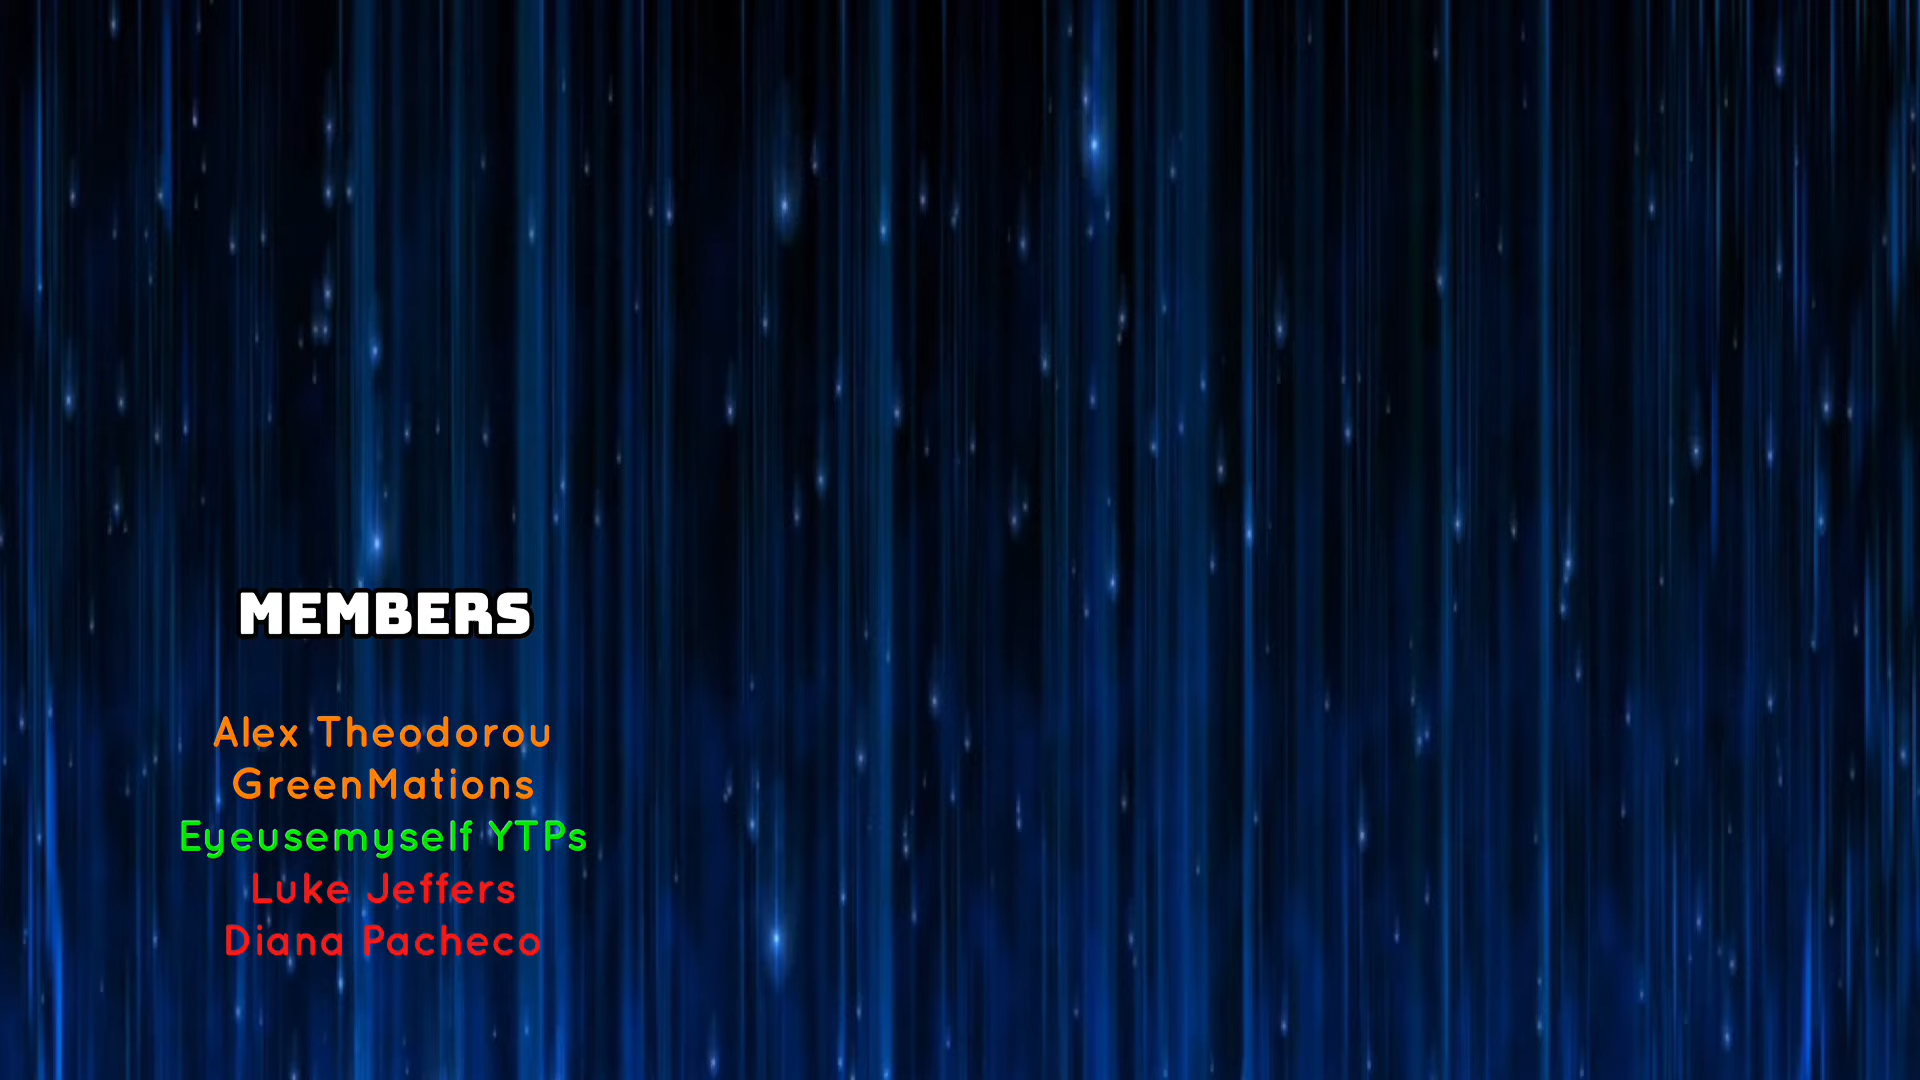 MEMBERS
Alex Theodorou
GreenMations
Eyeusemyself YTPs
Luke Jeffers
Diana Pacheco